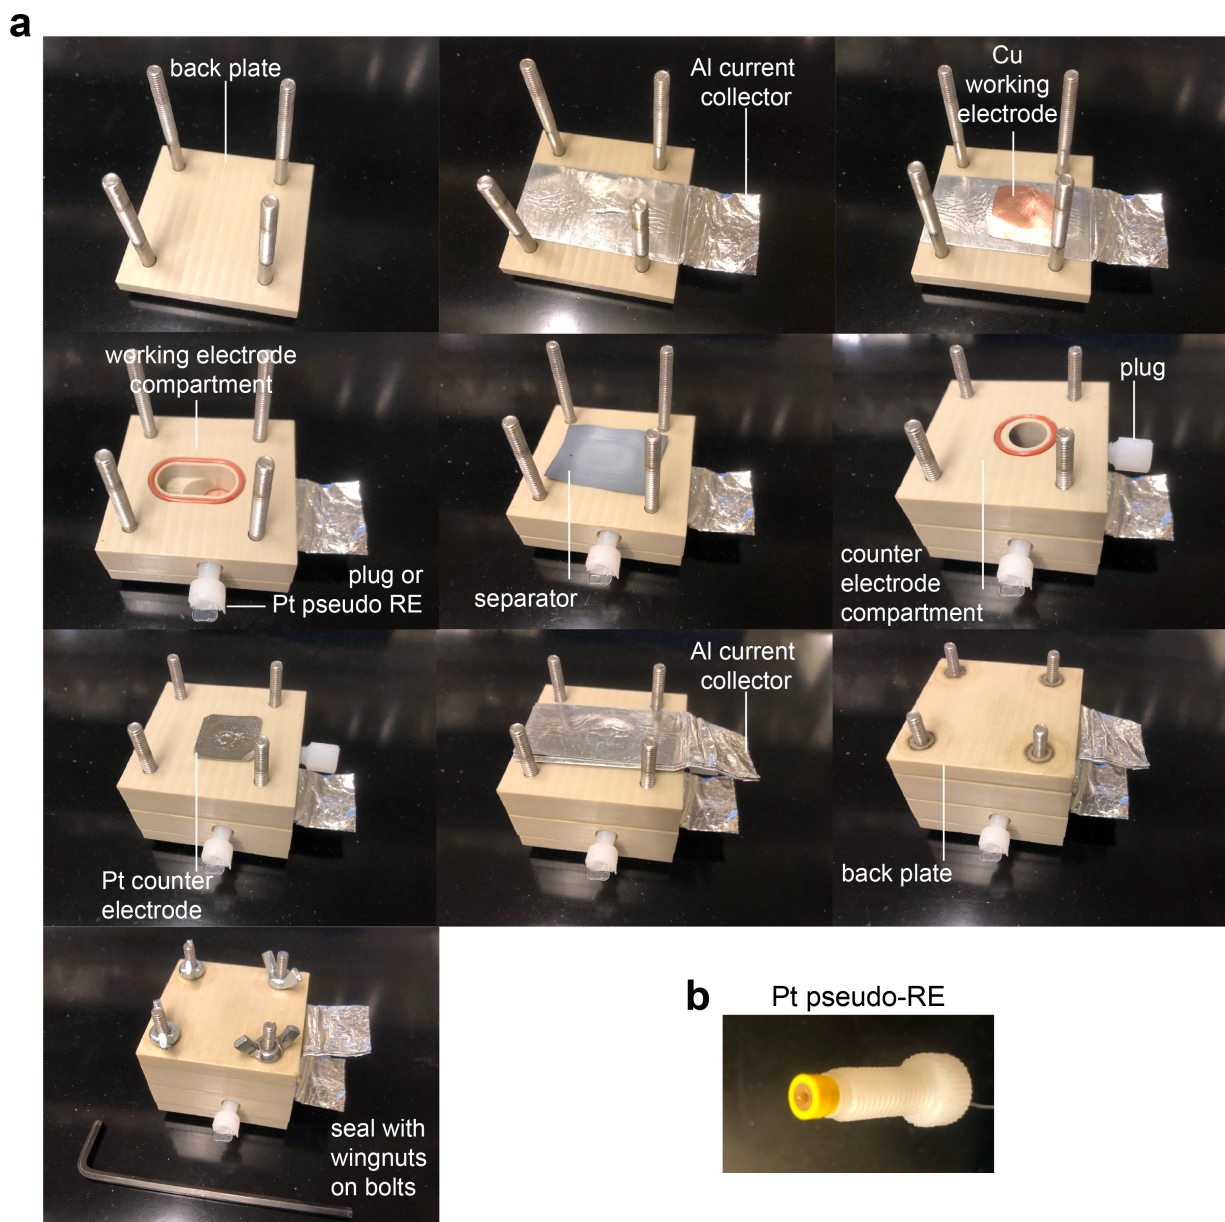 a
back plate
Al current
collector
Cu
working
electrode
working electrode
compartment
plug or
Pt pseudo RE
separator
plug
counter
electrode
compartment
Pt counter
electrode
Al current
collector
back plate
seal with
wingnuts
on bolts
b
Pt pseudo-RE